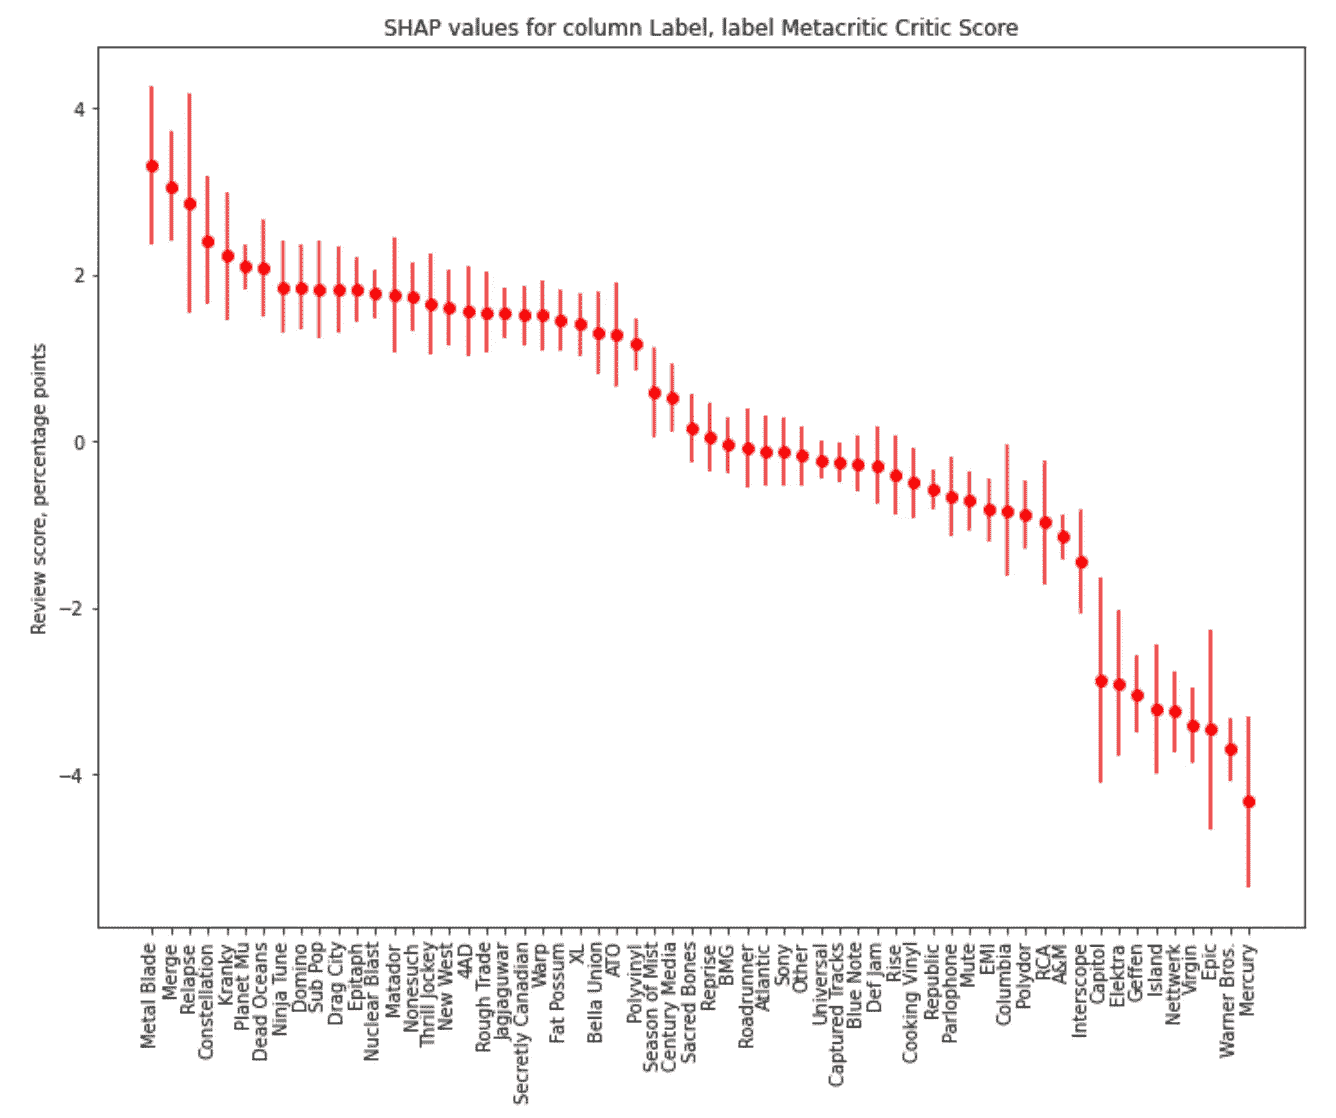 SHAP values for column Label, label Metacritic Critic Score
Review score, percentage points
4
2
0
−2
−4
Metal Blade
Merge
Relapse
Constellation
Kranky
Planet Mu
Dead Oceans
Ninja Tune
Domino
Sub Pop
Drag City
Epitaph
Nuclear Blast
Matador
Nonesuch
Thrill Jockey
New West
4AD
Rough Trade
Jagjaguwar
Secretly Canadian
Warp
Fat Possum
XL
Bella Union
ATO
Polyvinyl
Season of Mist
Century Media
Sacred Bones
Reprise
BMG
Roadrunner
Atlantic
Sony
Other
Universal
Captured Tracks
Blue Note
Def Jam
Rise
Cooking Vinyl
Republic
Parlophone
Mute
EMI
Columbia
Polydor
RCA
A&M
Interscope
Capitol
Elektra
Geffen
Island
Nettwerk
Virgin
Epic
Warner Bros.
Mercury